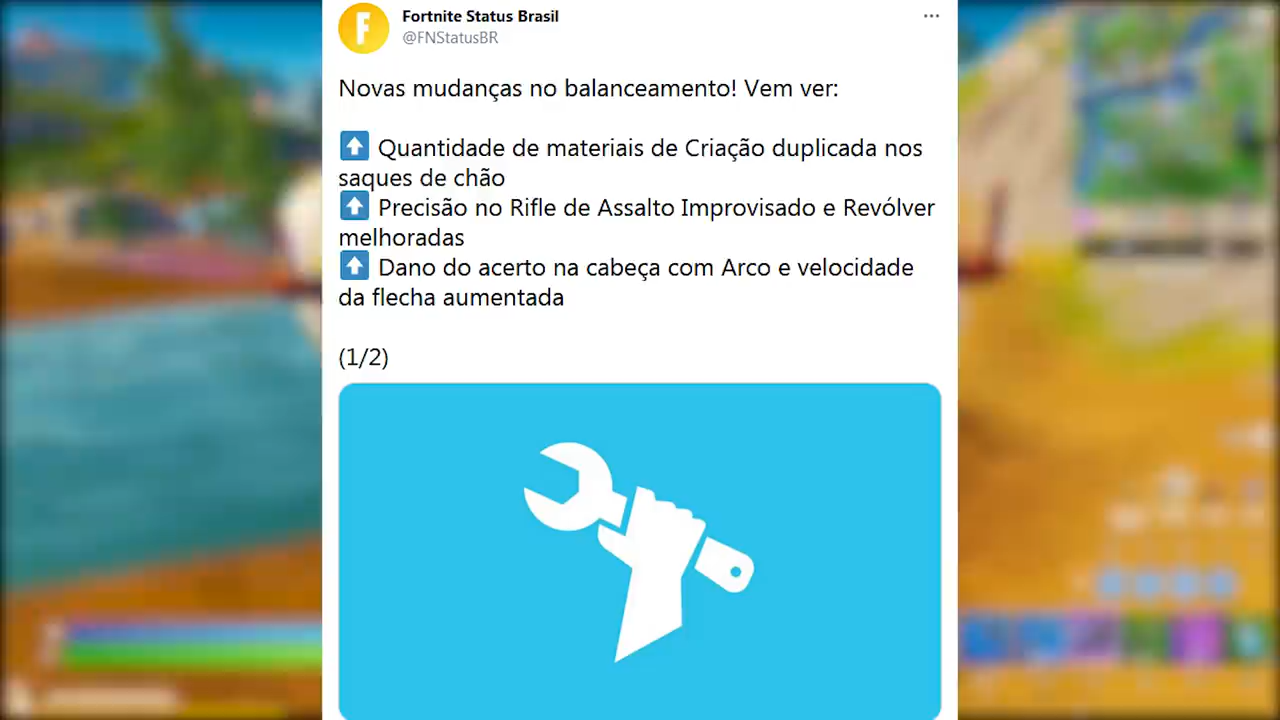 Fortnite Status Brasil
@FNStatusBR
Novas mudanças no balanceamento! Vem ver:
⬆ Quantidade de materiais de Criação duplicada nos
saques de chão
⬆ Precisão no Rifle de Assalto Improvisado e Revólver
melhoradas
⬆ Dano do acerto na cabeça com Arco e velocidade
da flecha aumentada
(1/2)